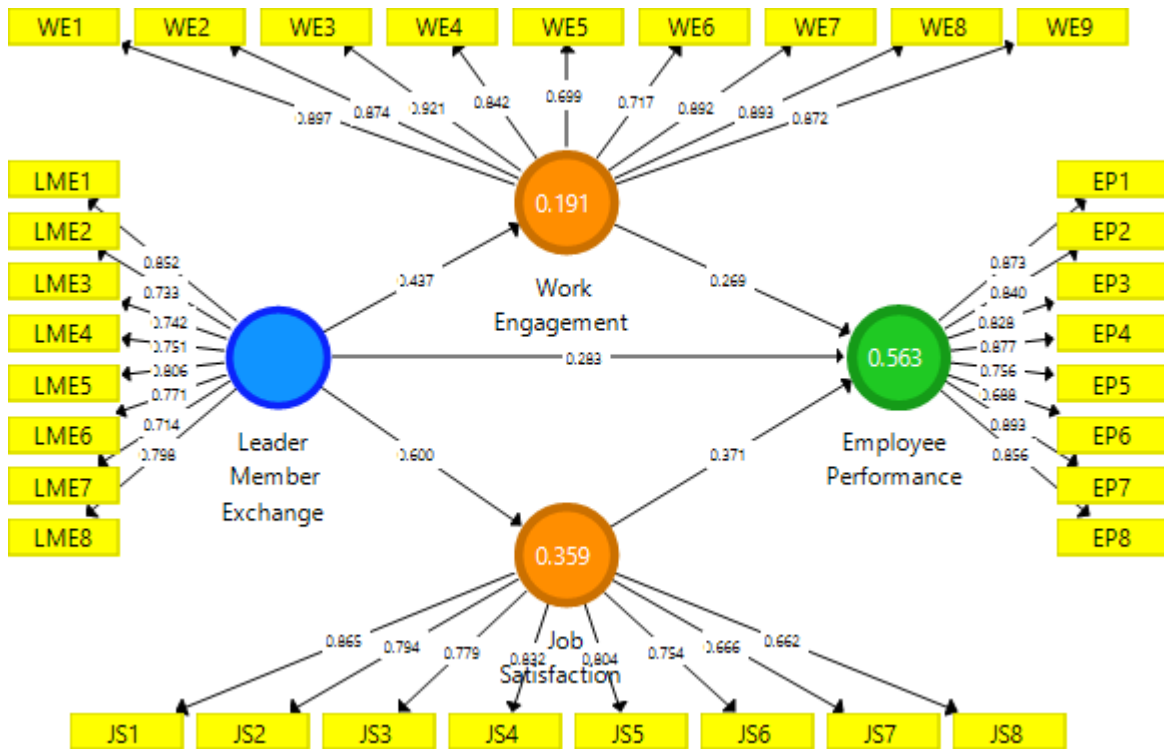 WE1 WE2 WE3 WE4 WE5 WE6 WE7 WE8 WE9
0.897 0.874 0.921 0.842 0.699 0.717 0.892 0.893 0.872
LME1
LME2
LME3
LME4
LME5
LME6
LME7
LME8
0.852
0.733
0.742
0.751
0.806
0.771
0.714
0.798
Leader
Member
Exchange
0.437
0.283
0.600
0.191
Work
Engagement
0.269
0.371
0.359
Job
Satisfaction
0.563
Employee
Performance
0.873
0.840
0.828
0.877
0.756
0.688
0.893
0.856
EP1
EP2
EP3
EP4
EP5
EP6
EP7
EP8
0.865 0.794 0.779 0.832 0.804 0.754 0.666 0.662
JS1 JS2 JS3 JS4 JS5 JS6 JS7 JS8